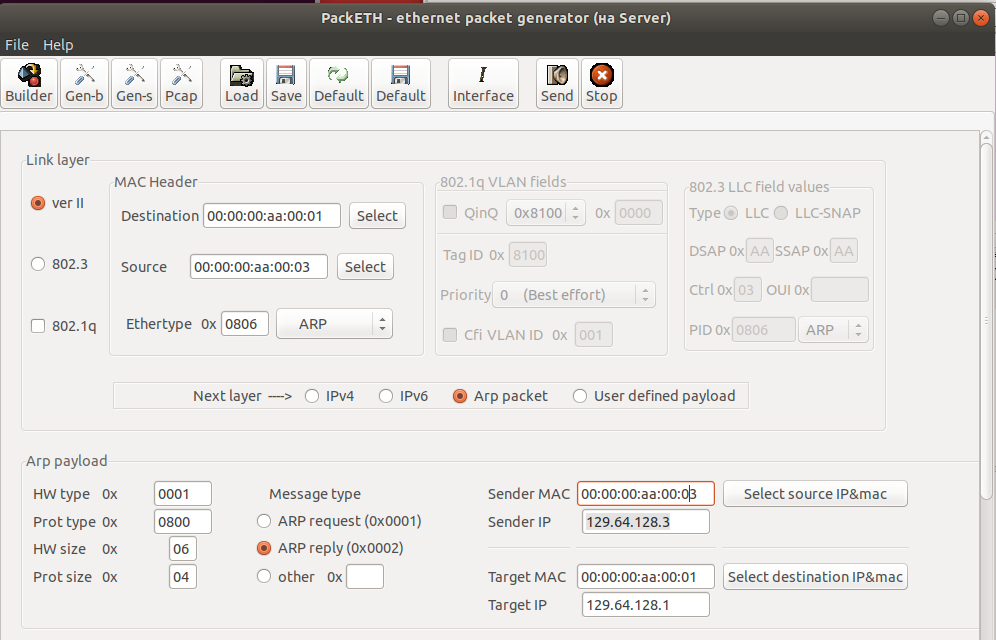 PackETH - ethernet packet generator (на Server)
File Help
Builder Gen-b Gen-s Pcap Load Save Default Default Interface Send Stop
Link layer
MAC Header 802.1q VLAN fields 802.3 LLC field values
ver II Destination 00:00:00:aa:00:01 Select QinQ 0x8100 0x 0000 Type LLC LLC-SNAP
Tag ID 0x 8100 DSAP 0x AA SSAP 0x AA
802.3 Source 00:00:00:aa:00:03 Select
Priority 0 (Best effort) Ctrl 0x 03 OUI 0x
802.1q Ethertype 0x 0806 ARP Cfi VLAN ID 0x 001 PID 0x 0806 ARP
Next layer ----> IPv4 IPv6 Arp packet User defined payload
Arp payload
HW type 0x 0001 Message type Sender MAC 00:00:00:aa:00:03 Select source IP&mac
Prot type 0x 0800 ARP request (0x0001) Sender IP 129.64.128.3
HW size 0x 06 ARP reply (0x0002)
Prot size 0x 04 other 0x Target MAC 00:00:00:aa:00:01 Select destination IP&mac
Target IP 129.64.128.1